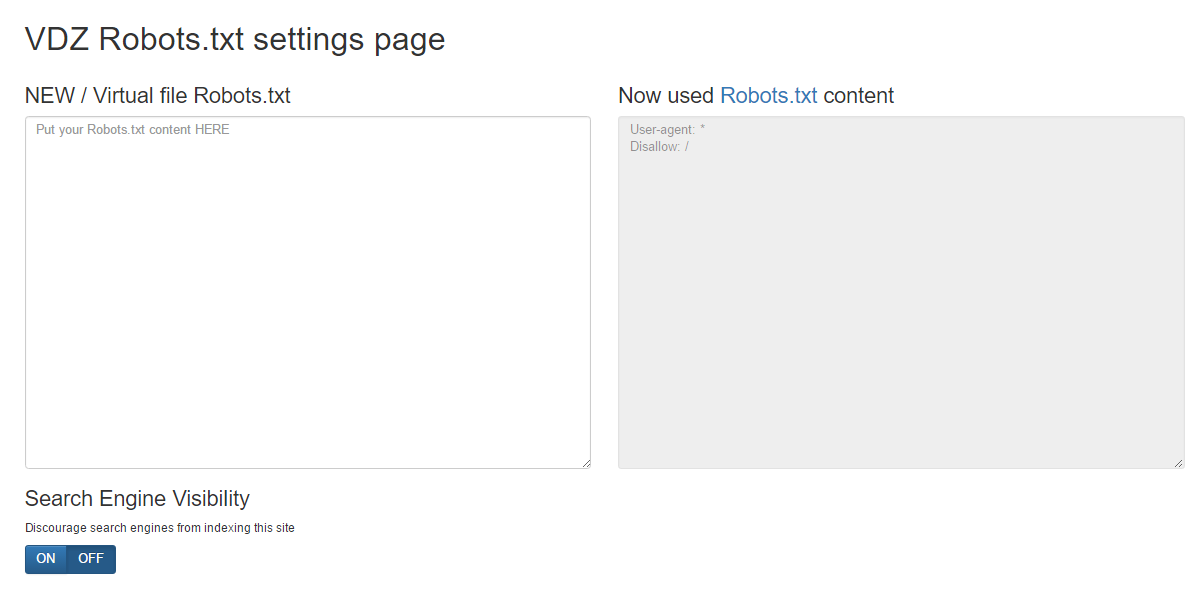 VDZ Robots.txt settings page
NEW / Virtual file Robots.txt
Put your Robots.txt content HERE
Now used Robots.txt content
User-agent: *
Disallow: /
Search Engine Visibility
Discourage search engines from indexing this site
ON OFF